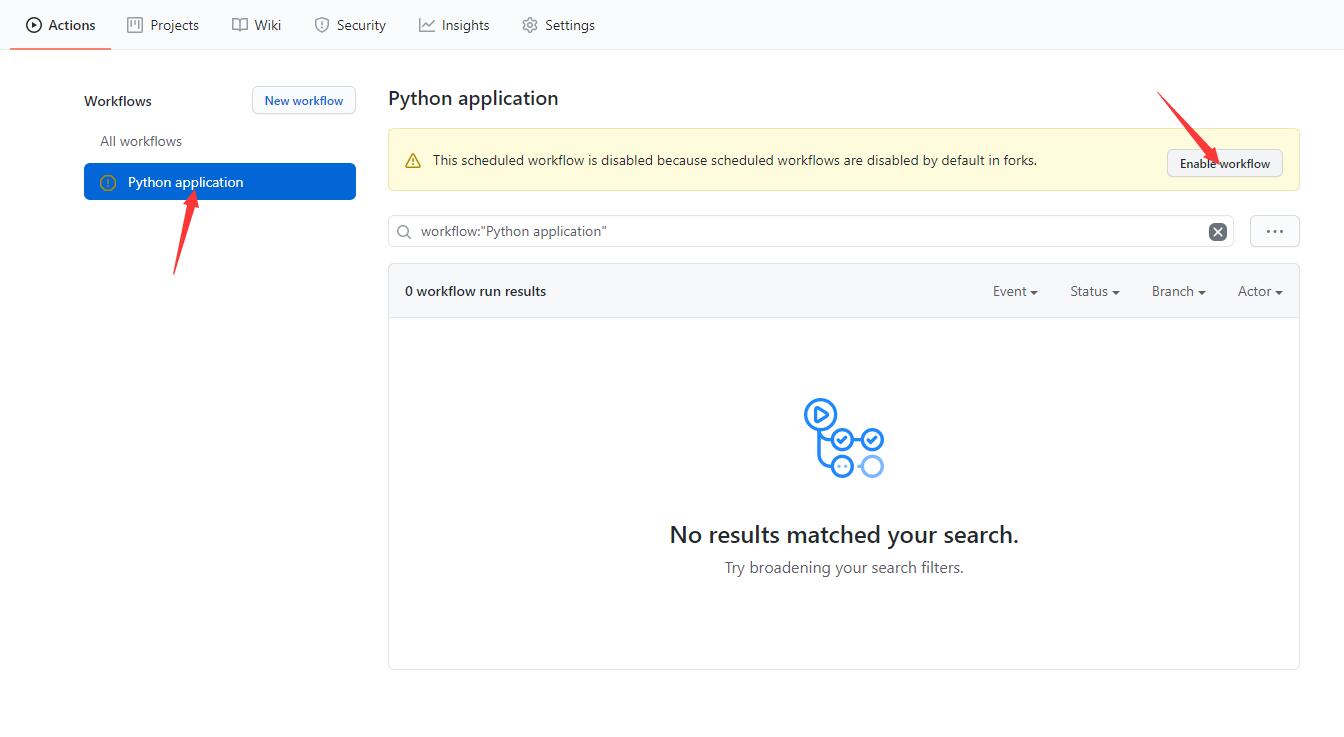 Actions Projects Wiki Security Insights Settings
Workflows
New workflow
All workflows
Python application
Python application
This scheduled workflow is disabled because scheduled workflows are disabled by default in forks.
Enable workflow
workflow:"Python application"
0 workflow run results
Event Status Branch Actor
No results matched your search.
Try broadening your search filters.